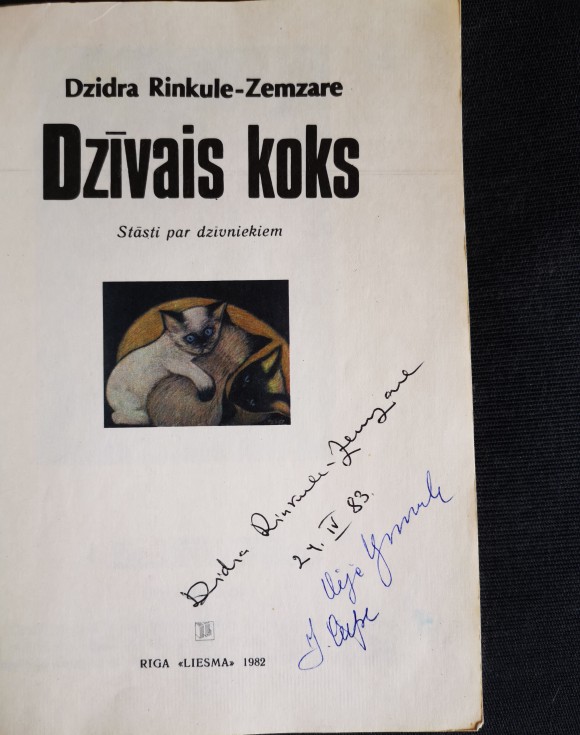 Dzidra Rinkule-Zemzare
Dzīvais koks
Stāsti par dzivniekiem
Dzidra Rinkule-Zemzare
24. IV 83.
RIGA «LIESMA» 1982